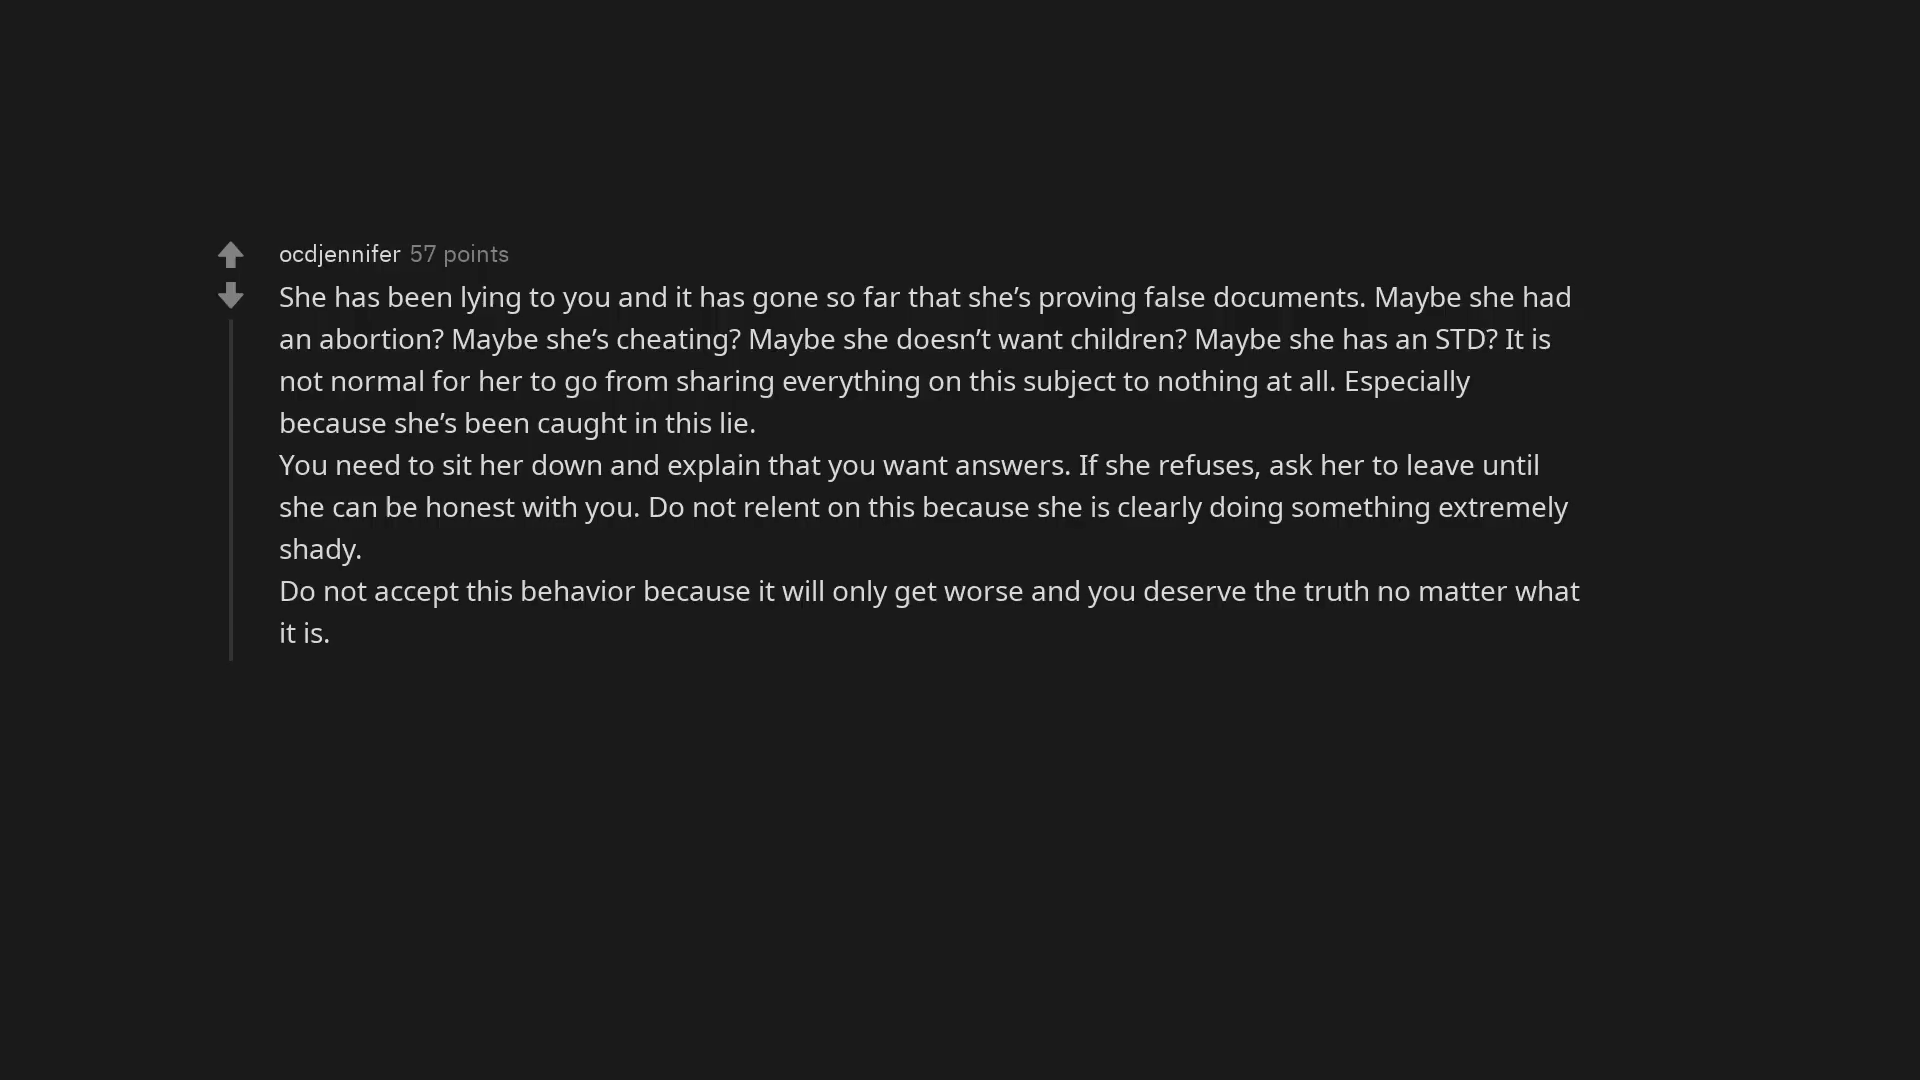 ocdjennifer 57 points
She has been lying to you and it has gone so far that she’s proving false documents. Maybe she had
an abortion? Maybe she’s cheating? Maybe she doesn’t want children? Maybe she has an STD? It is
not normal for her to go from sharing everything on this subject to nothing at all. Especially
because she’s been caught in this lie.
You need to sit her down and explain that you want answers. If she refuses, ask her to leave until
she can be honest with you. Do not relent on this because she is clearly doing something extremely
shady.
Do not accept this behavior because it will only get worse and you deserve the truth no matter what
it is.